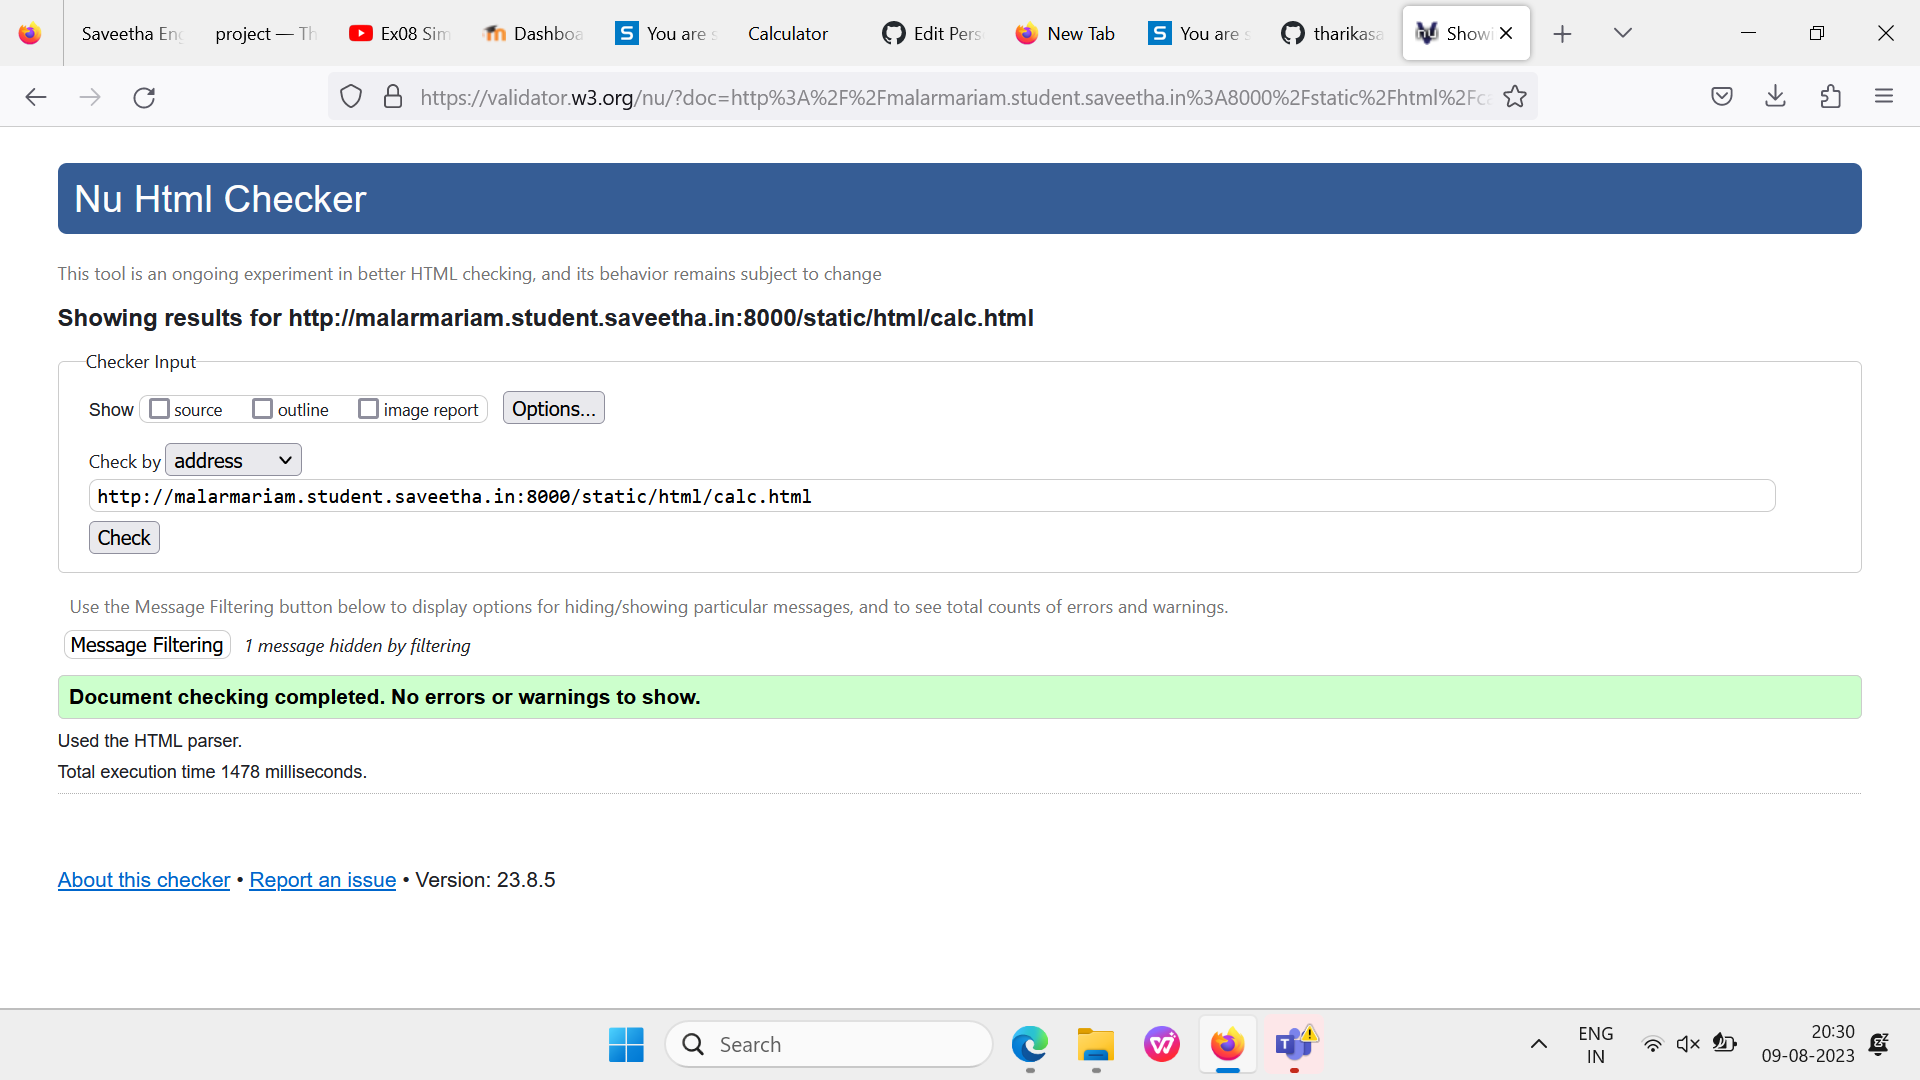 Saveetha Eng
project — Th
Ex08 Sim
Dashboa
You are s
Calculator
Edit Pers
New Tab
You are s
tharikasa
Showi
https://validator.w3.org/nu/?doc=http%3A%2F%2Fmalarmariam.student.saveetha.in%3A8000%2Fstatic%2Fhtml%2Fca
Nu Html Checker
This tool is an ongoing experiment in better HTML checking, and its behavior remains subject to change
Showing results for http://malarmariam.student.saveetha.in:8000/static/html/calc.html
Checker Input
Show source outline image report Options...
Check by address
http://malarmariam.student.saveetha.in:8000/static/html/calc.html
Check
Use the Message Filtering button below to display options for hiding/showing particular messages, and to see total counts of errors and warnings.
Message Filtering 1 message hidden by filtering
Document checking completed. No errors or warnings to show.
Used the HTML parser.
Total execution time 1478 milliseconds.
About this checker • Report an issue • Version: 23.8.5
Search
ENG
IN
20:30
09-08-2023